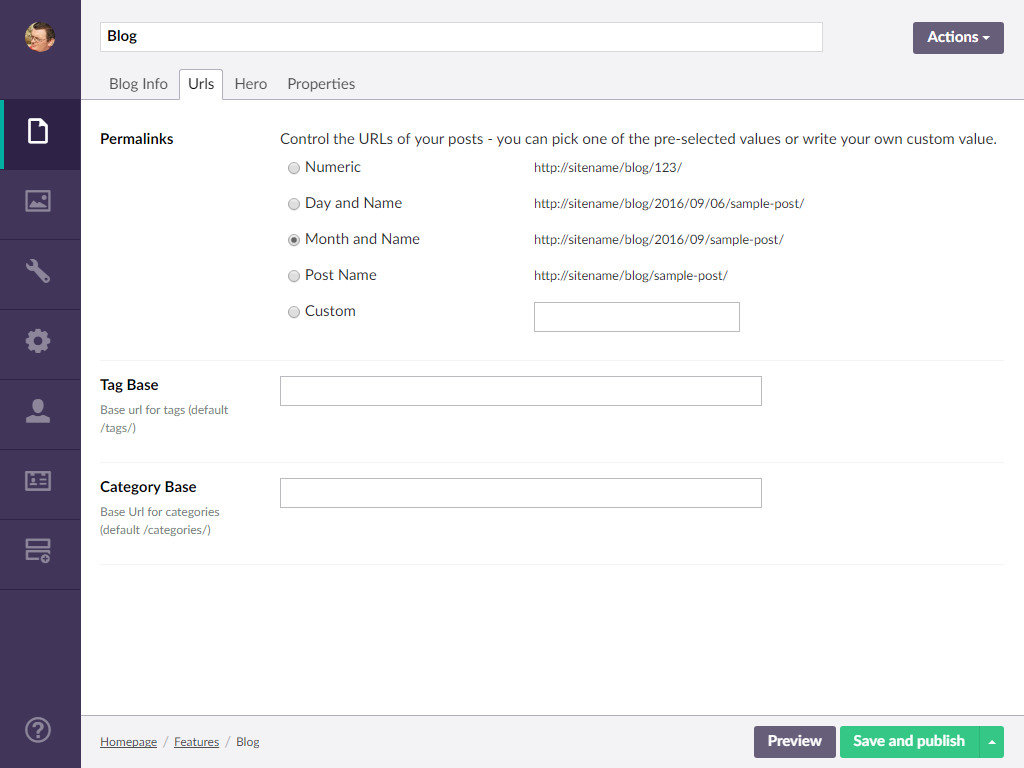 Blog
Actions
Blog Info Urls Hero Properties
Permalinks
Control the URLs of your posts - you can pick one of the pre-selected values or write your own custom value.
Numeric http://sitename/blog/123/
Day and Name http://sitename/blog/2016/09/06/sample-post/
Month and Name http://sitename/blog/2016/09/sample-post/
Post Name http://sitename/blog/sample-post/
Custom
Tag Base
Base url for tags (default
/tags/)
Category Base
Base Url for categories
(default /categories/)
Homepage / Features / Blog
Preview
Save and publish